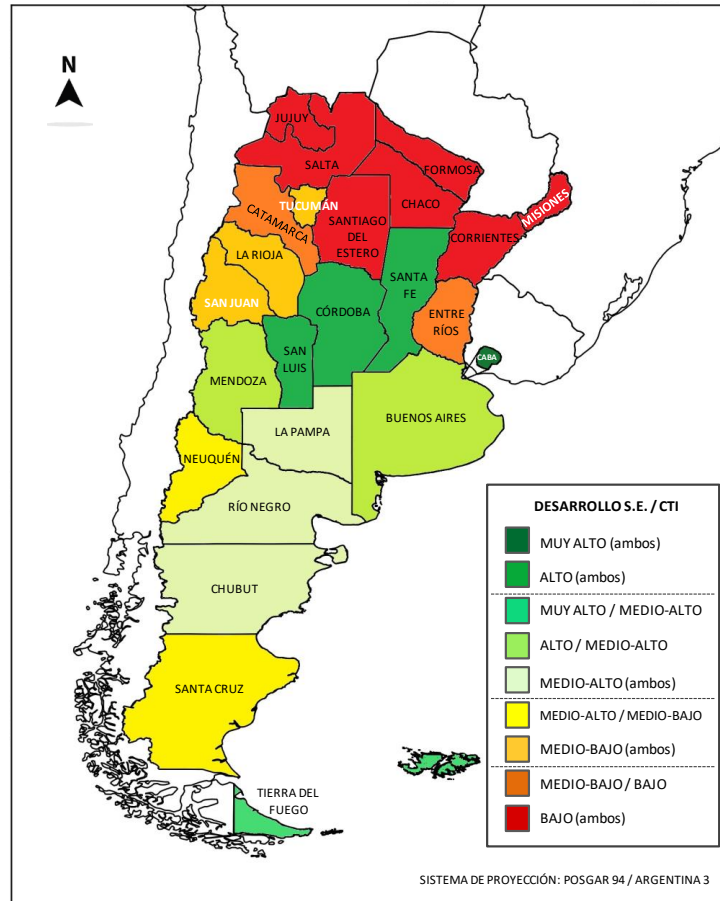 N
JUJUY
SALTA
FORMOSA
CHACO
MISIONES
TUCUMÁN
CATAMARCA
SANTIAGO
DEL
ESTERO
CORRIENTES
LA RIOJA
SANTA
FE
SAN JUAN
CÓRDOBA
ENTRE
RÍOS
SAN
LUIS
CABA
MENDOZA
BUENOS AIRES
LA PAMPA
NEUQUÉN
RÍO NEGRO
CHUBUT
SANTA CRUZ
TIERRA DEL
FUEGO
DESARROLLO S.E. / CTI
MUY ALTO (ambos)
ALTO (ambos)
MUY ALTO / MEDIO-ALTO
ALTO / MEDIO-ALTO
MEDIO-ALTO (ambos)
MEDIO-ALTO / MEDIO-BAJO
MEDIO-BAJO (ambos)
MEDIO-BAJO / BAJO
BAJO (ambos)
SISTEMA DE PROYECCIÓN: POSGAR 94 / ARGENTINA 3